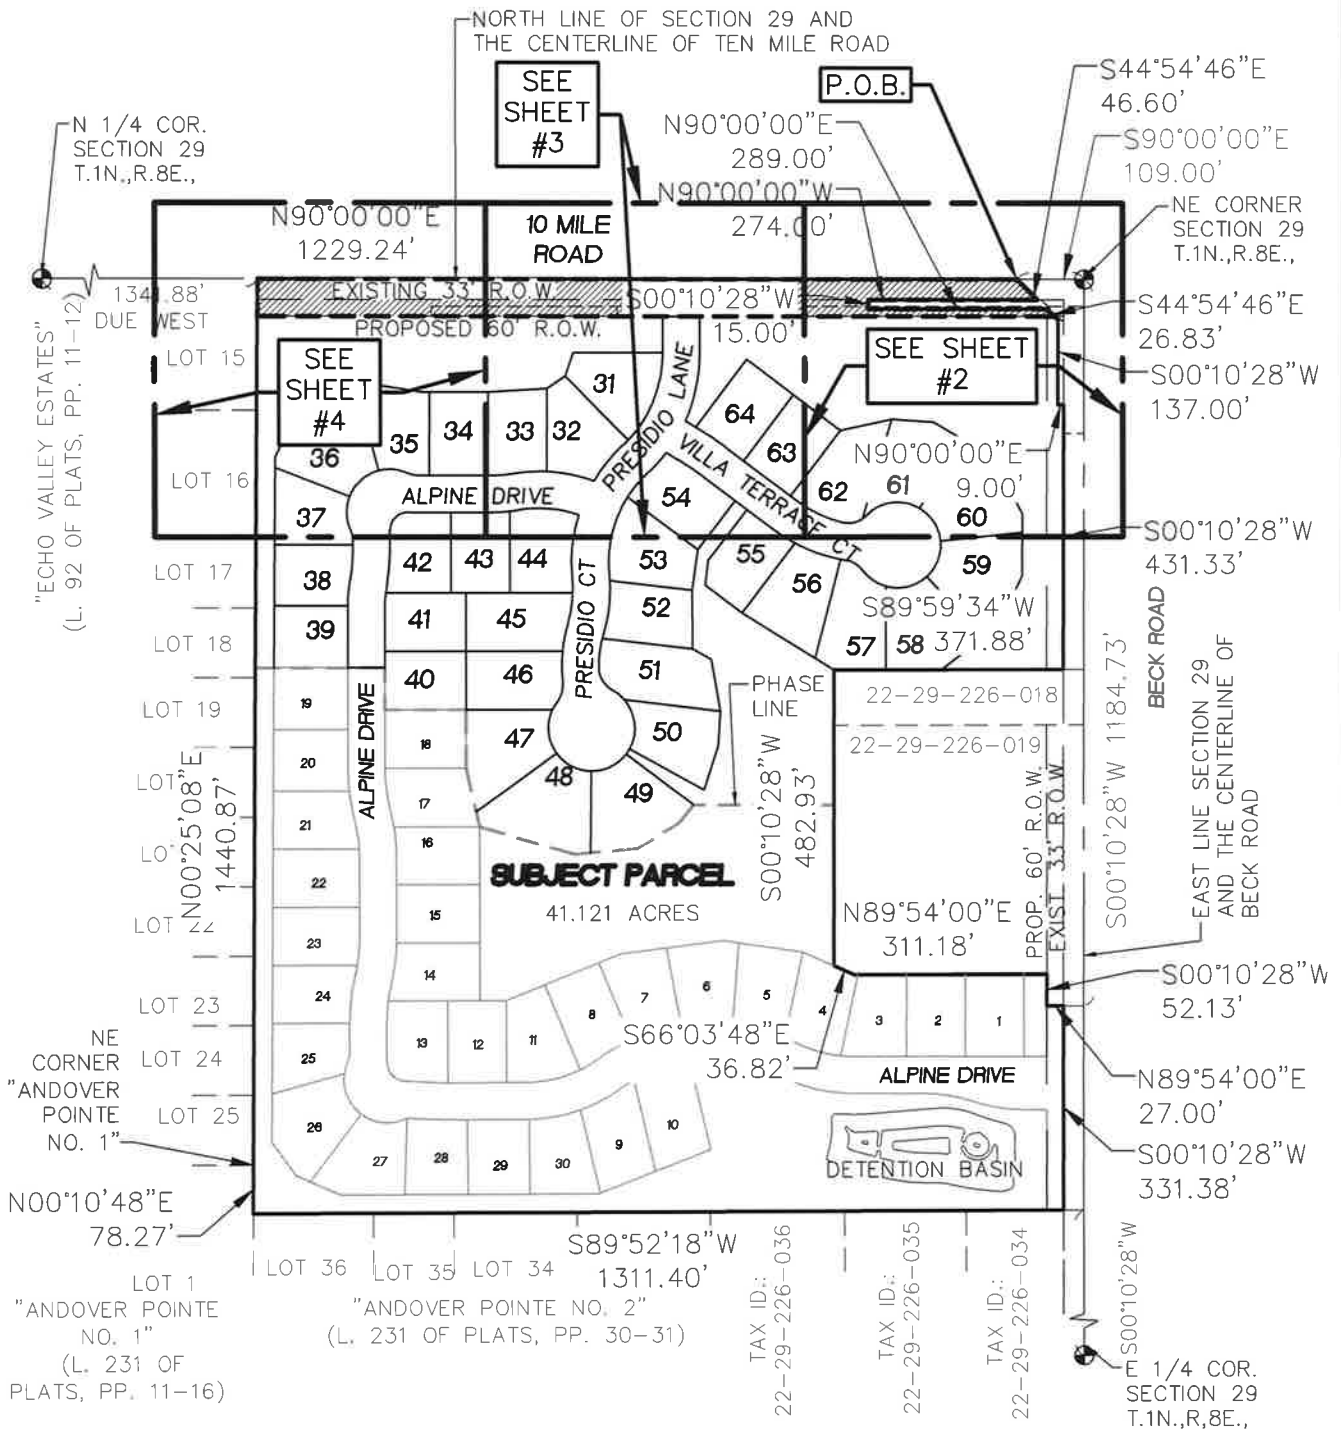 NORTH LINE OF SECTION 29 AND
THE CENTERLINE OF TEN MILE ROAD
SEE
SHEET
#3
P.O.B.
S44°54'46"E
46.60'
N 1/4 COR.
SECTION 29
T.1N.,R.8E.,
N90°00'00"E
289.00'
S90°00'00"E
109.00'
N90°00'00"W
274.00'
NE CORNER
SECTION 29
T.1N.,R.8E.,
N90°00'00"E
1229.24'
10 MILE
ROAD
DUE WEST
EXISTING 33' R.O.W
PROPOSED 60' R.O.W.
S00°10'28"W
15.00'
S44°54'46"E
26.83'
"ECHO VALLEY ESTATES"
(L. 92 OF PLATS, PP. 11-12)
LOT 15
SEE
SHEET
#4
SEE SHEET
#2
S00°10'28"W
137.00'
31
PRESIDIO LANE
64
63
35
34
33
32
36
N90°00'00"E
9.00'
LOT 16
ALPINE DRIVE
VILLA TERRACE CT
54
62
61
60
37
S00°10'28"W
431.33'
LOT 17
38
42
43
44
53
55
56
59
PRESIDIO CT
52
S89°59'34"W
371.88'
BECK ROAD
LOT 18
39
41
45
57
58
40
46
51
PHASE
LINE
22-29-226-018
LOT 19
19
ALPINE DRIVE
18
47
50
22-29-226-019
20
48
49
LOT
N00°25'08"E
1440.87'
17
S00°10'28"W
482.93'
PROP. 60' R.O.W.
EXIST 33' R.O.W
S00°10'28"W 1184.73'
EAST LINE SECTION 29
AND THE CENTERLINE OF
BECK ROAD
21
16
LO
22
SUBJECT PARCEL
41.121 ACRES
15
N89°54'00"E
311.18'
LOT 22
23
14
S00°10'28"W
52.13'
24
LOT 23
13
12
11
8
7
6
5
4
3
2
1
S66°03'48"E
36.82'
NE
CORNER
"ANDOVER
POINTE
NO. 1"
LOT 24
25
ALPINE DRIVE
N89°54'00"E
27.00'
LOT 25
26
27
28
29
30
9
10
DETENTION BASIN
S00°10'28"W
331.38'
N00°10'48"E
78.27'
S89°52'18"W
1311.40'
LOT 36
LOT 35
LOT 34
LOT 1
"ANDOVER POINTE
NO. 1"
(L. 231 OF
PLATS, PP. 11-16)
"ANDOVER POINTE NO. 2"
(L. 231 OF PLATS, PP. 30-31)
TAX ID.:
22-29-226-036
TAX ID.:
22-29-226-035
TAX ID.:
22-29-226-034
S00°10'28"W
E 1/4 COR.
SECTION 29
T.1N.,R,8E.,